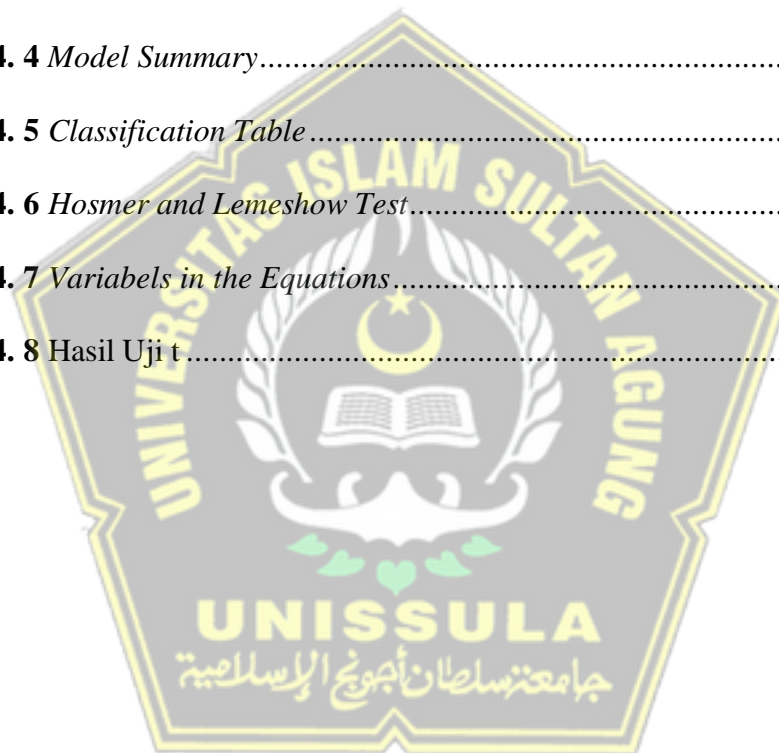 4. 4 Model Summary
4. 5 Classification Table
4. 6 Hosmer and Lemeshow Test
4. 7 Variabels in the Equations
4. 8 Hasil Uji t
UNIVERSITAS ISLAM SULTAN AGUNG
UNISSULA
جامعة سلطان أجونج الإسلامية